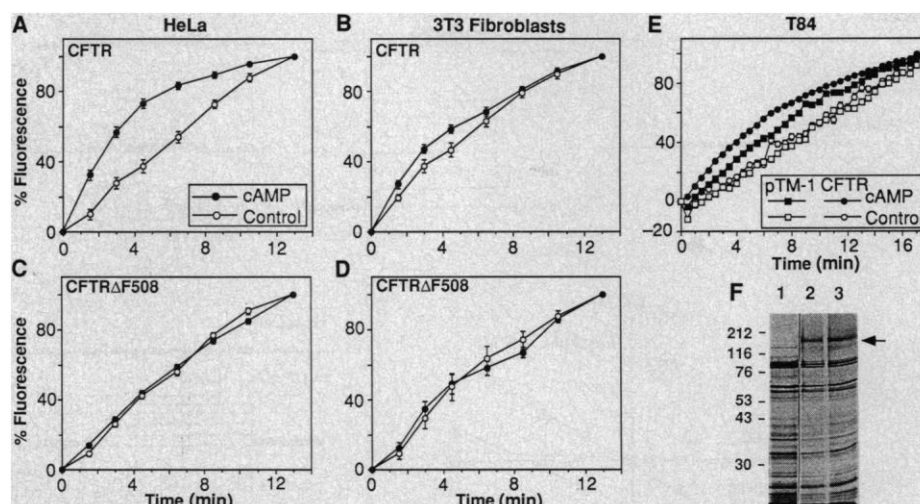 A
HeLa
CFTR
% Fluorescence
80
40
0
cAMP
Control
0 4 8 12
B
3T3 Fibroblasts
CFTR
80
40
0
0 4 8 12
E
T84
80
40
0
−20
pTM-1 CFTR
cAMP
Control
0 4 8 12 16
Time (min)
C
CFTRΔF508
% Fluorescence
80
40
0
0 4 8 12
Time (min)
D
CFTRΔF508
80
40
0
0 4 8 12
Time (min)
F
1 2 3
212
116
76
53
43
30